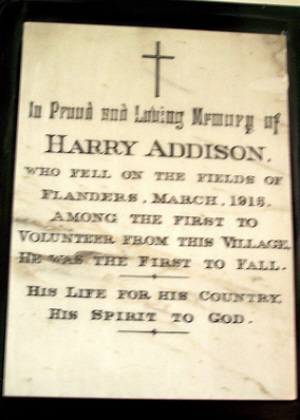 In Proud and Loving Memory of
HARRY ADDISON,
WHO FELL ON THE FIELDS OF
FLANDERS, MARCH, 1916.
AMONG THE FIRST TO
VOLUNTEER FROM THIS VILLAGE,
HE WAS THE FIRST TO FALL.
HIS LIFE FOR HIS COUNTRY,
HIS SPIRIT TO GOD.